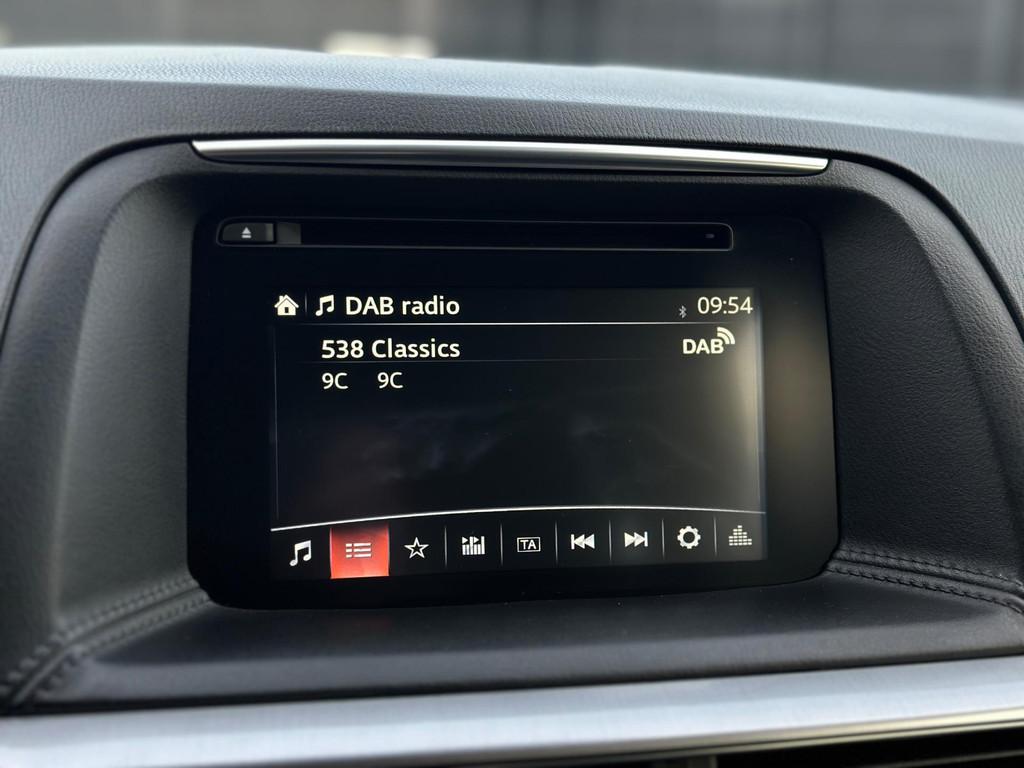 DAB radio 09:54
538 Classics DAB
9C 9C
TA